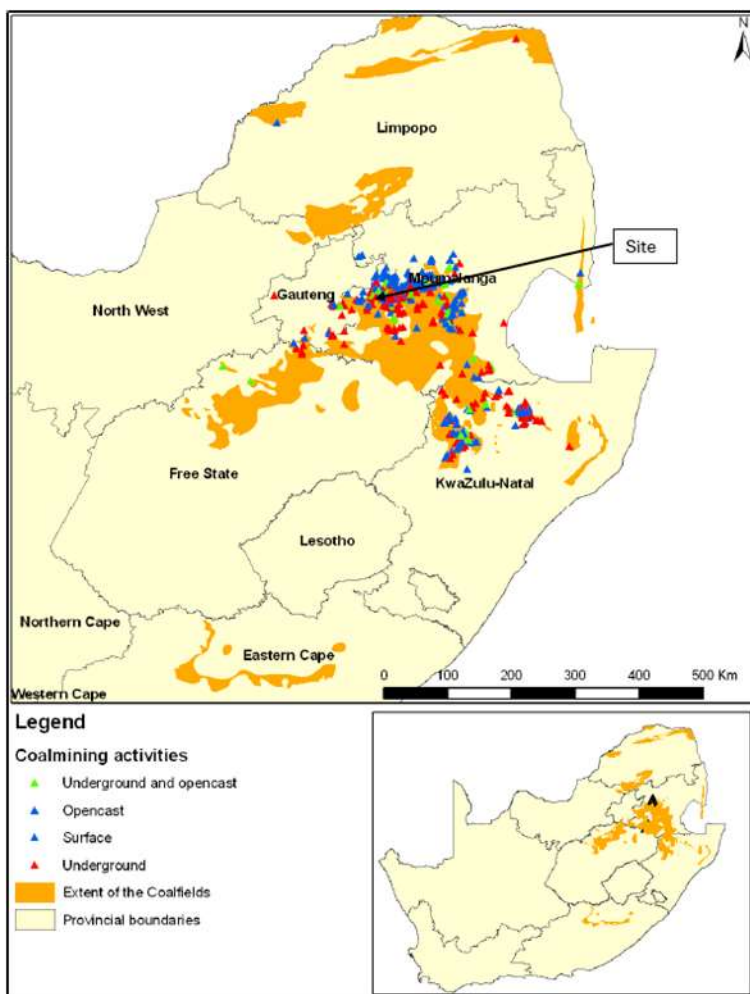 N
Limpopo
Site
Mpumalanga
Gauteng
North West
Free State
KwaZulu-Natal
Lesotho
Northern Cape
Eastern Cape
Western Cape
0 100 200 300 400 500 Km
Legend
Coalmining activities
Underground and opencast
Opencast
Surface
Underground
Extent of the Coalfields
Provincial boundaries